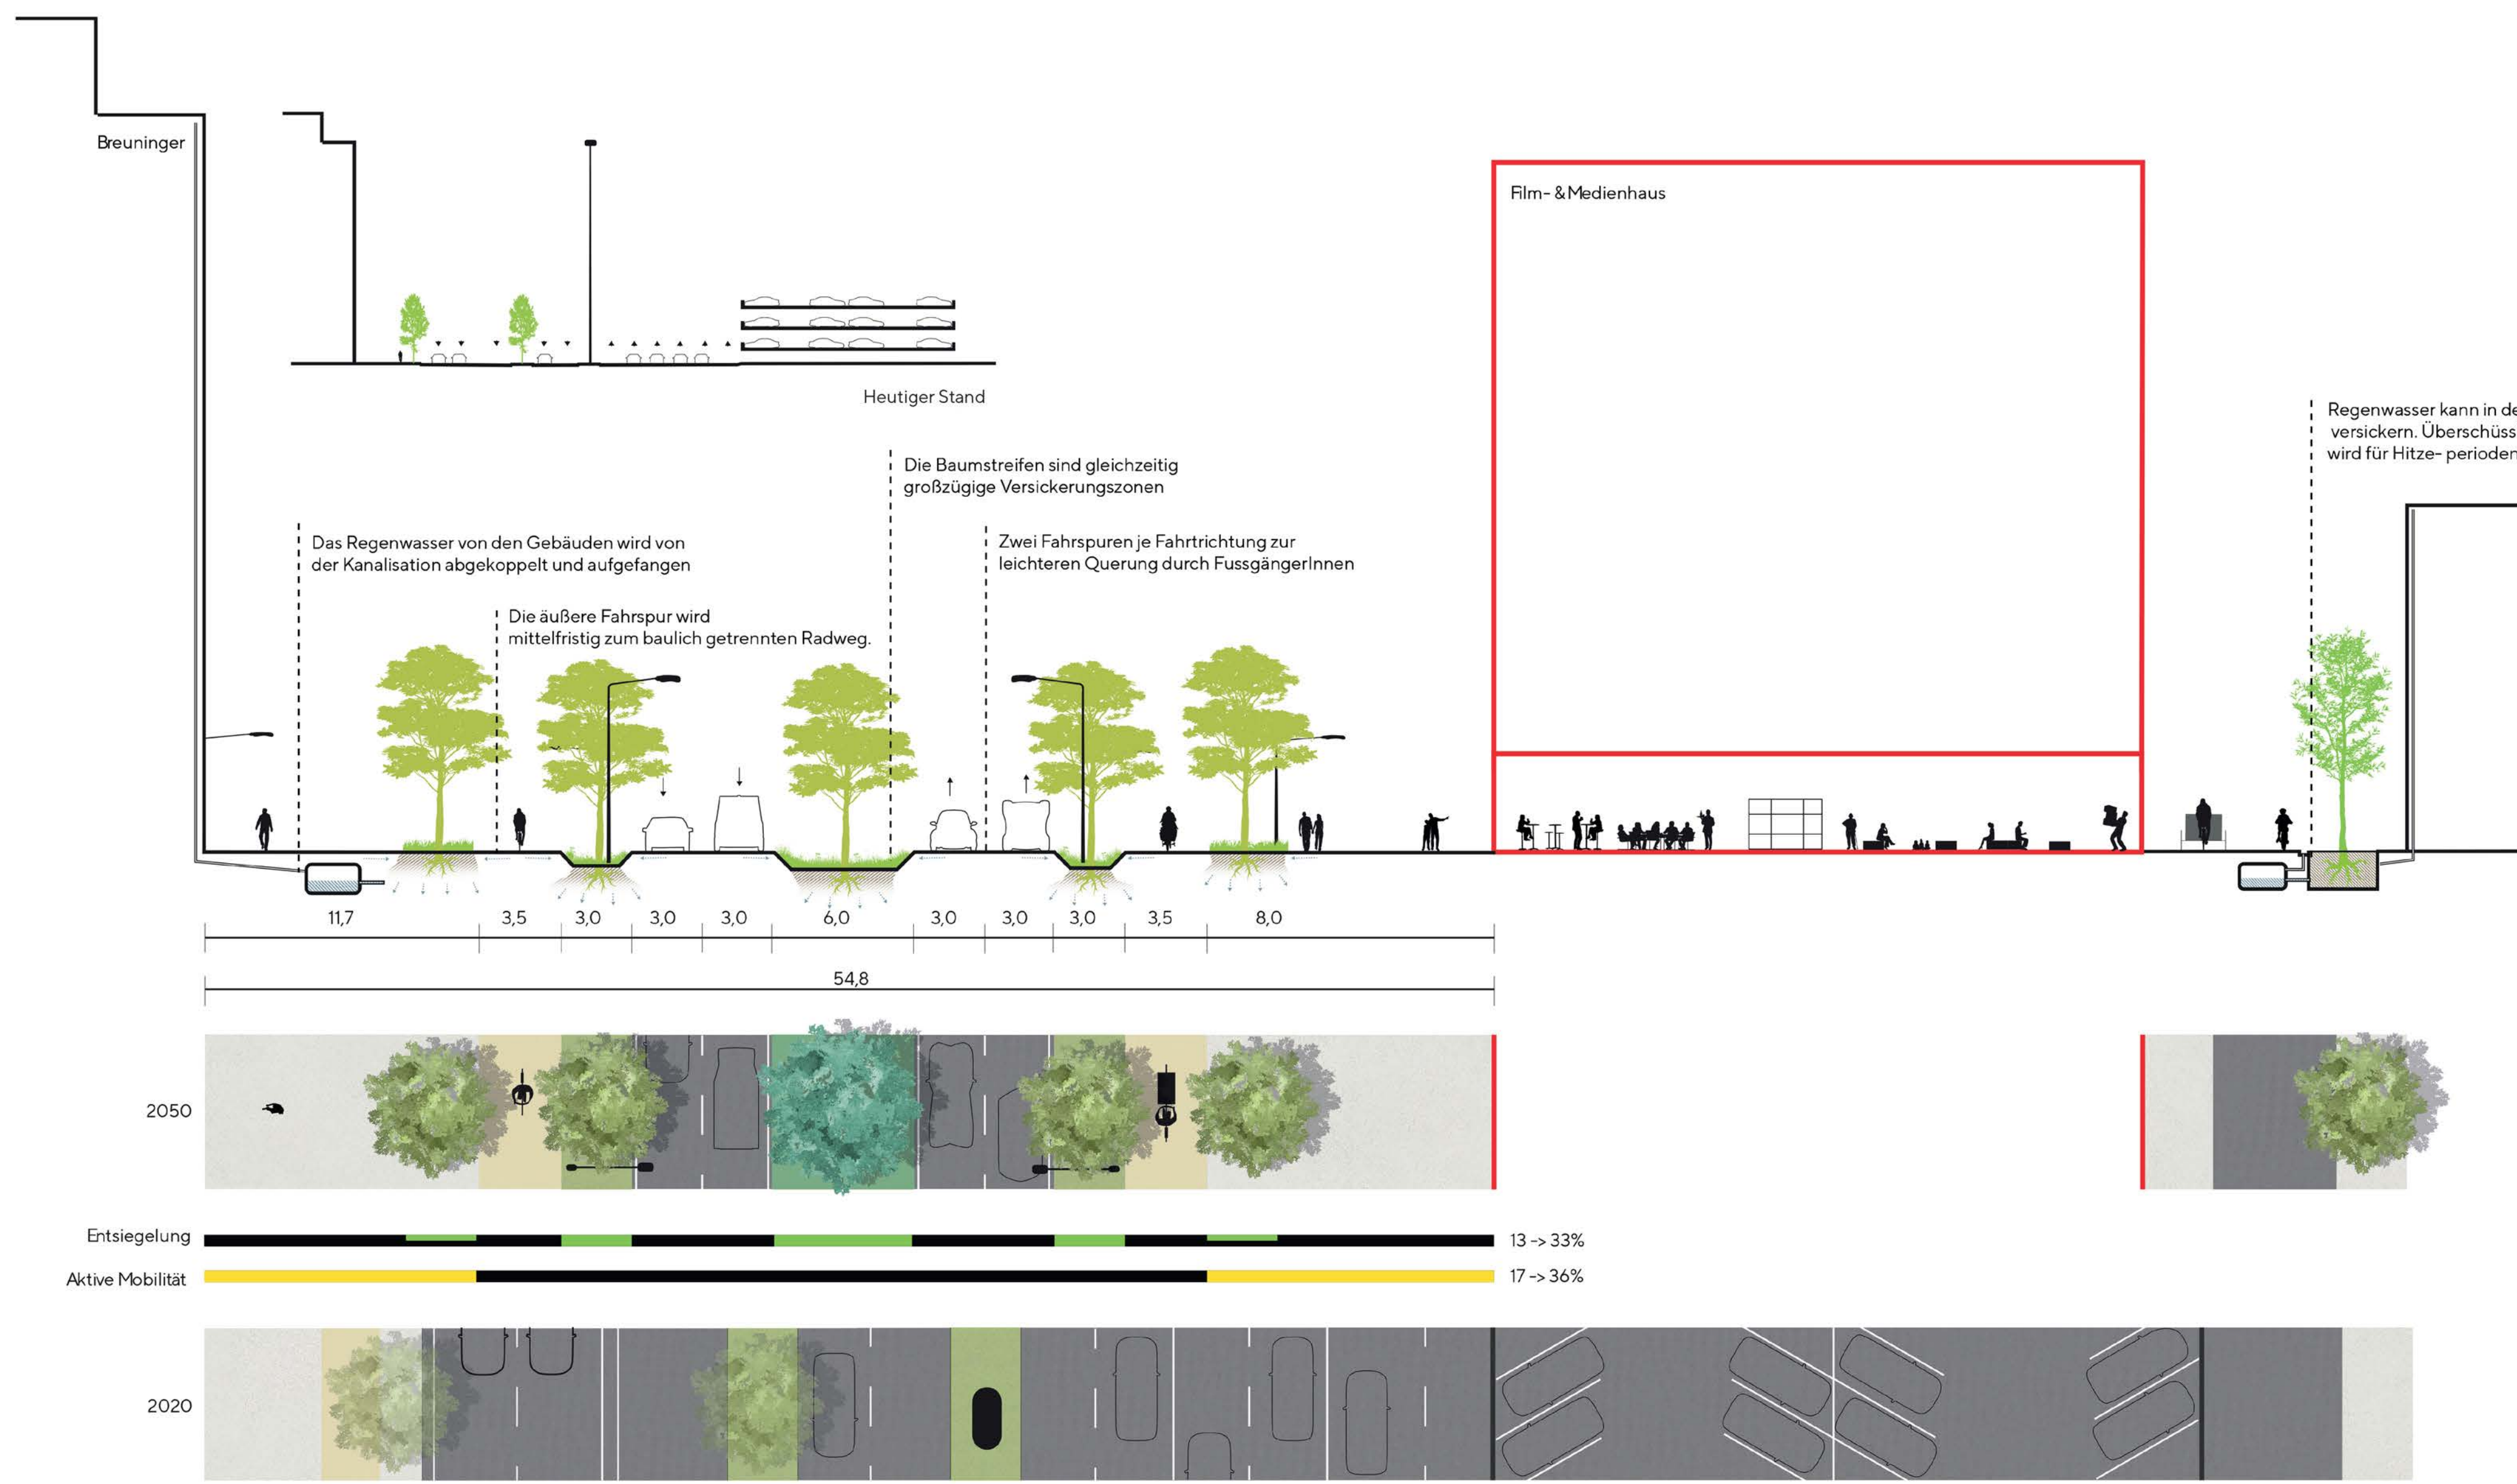 Breuninger
Film- & Medienhaus
Heutiger Stand
Regenwasser kann in de
versickern. Überschüss
wird für Hitze- perioden
Die Baumstreifen sind gleichzeitig
großzügige Versickerungszonen
Das Regenwasser von den Gebäuden wird von
der Kanalisation abgekoppelt und aufgefangen
Zwei Fahrspuren je Fahrtrichtung zur
leichteren Querung durch FussgängerInnen
Die äußere Fahrspur wird
mittelfristig zum baulich getrennten Radweg.
11,7 3,5 3,0 3,0 3,0 6,0 3,0 3,0 3,0 3,5 8,0
54,8
2050
Entsiegelung 13 -> 33%
Aktive Mobilität 17 -> 36%
2020